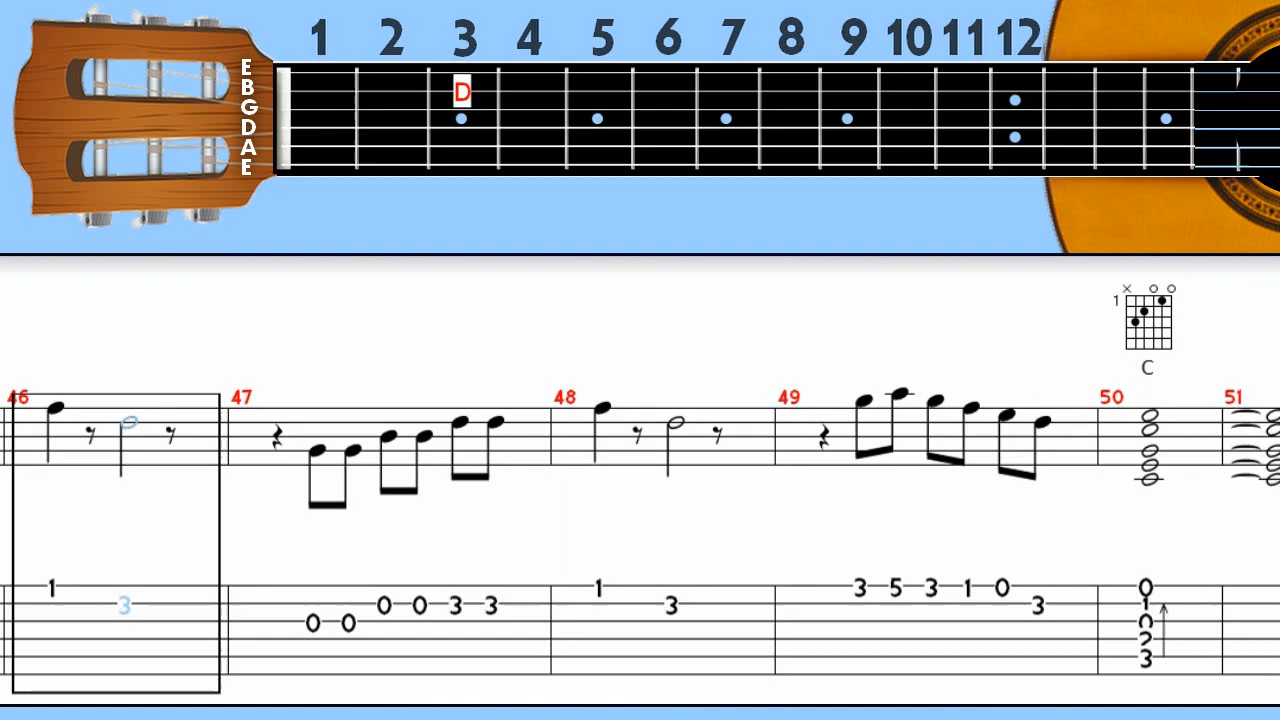 1 2 3 4 5 6 7 8 9 10 11 12
E
B
G
D
A
E
D
1
C
46 47 48 49 50 51
1 1 3 5 3 1 0 0
3 0 0 3 3 3 3 1
0 0 0
2
3